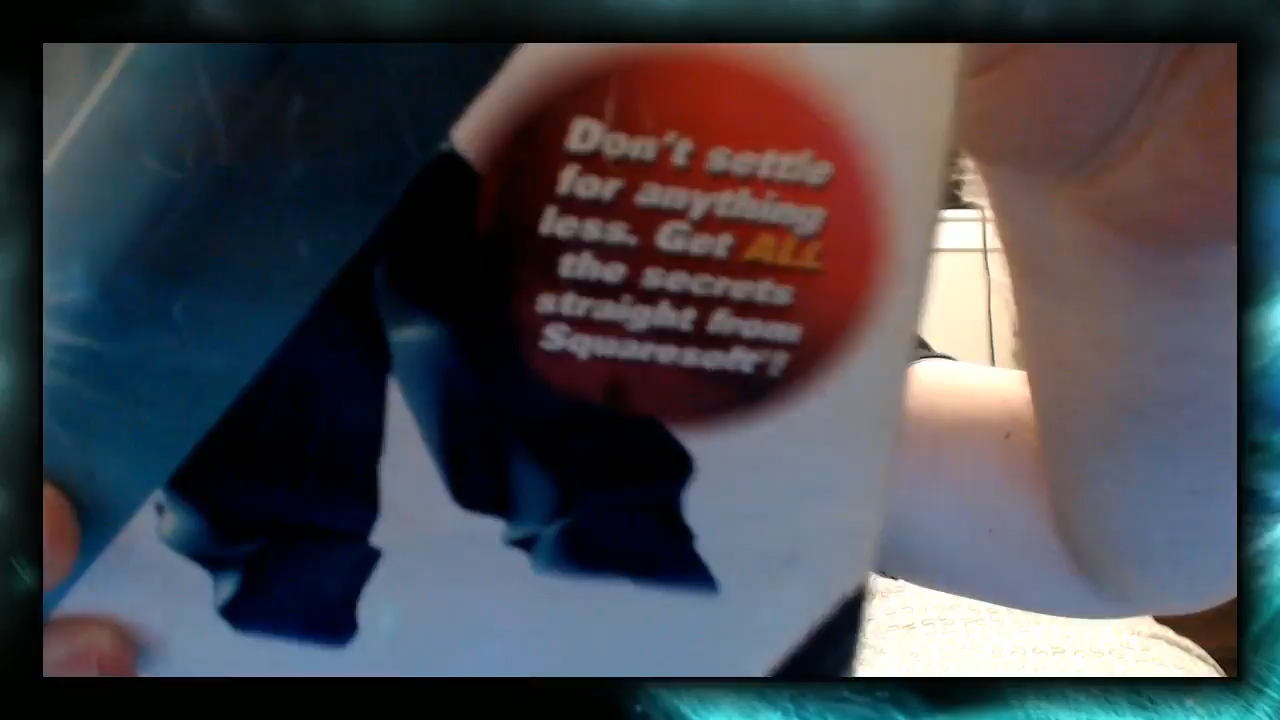 Don't settle
for anything
less. Get ALL
the secrets
straight from
Squaresoft®!